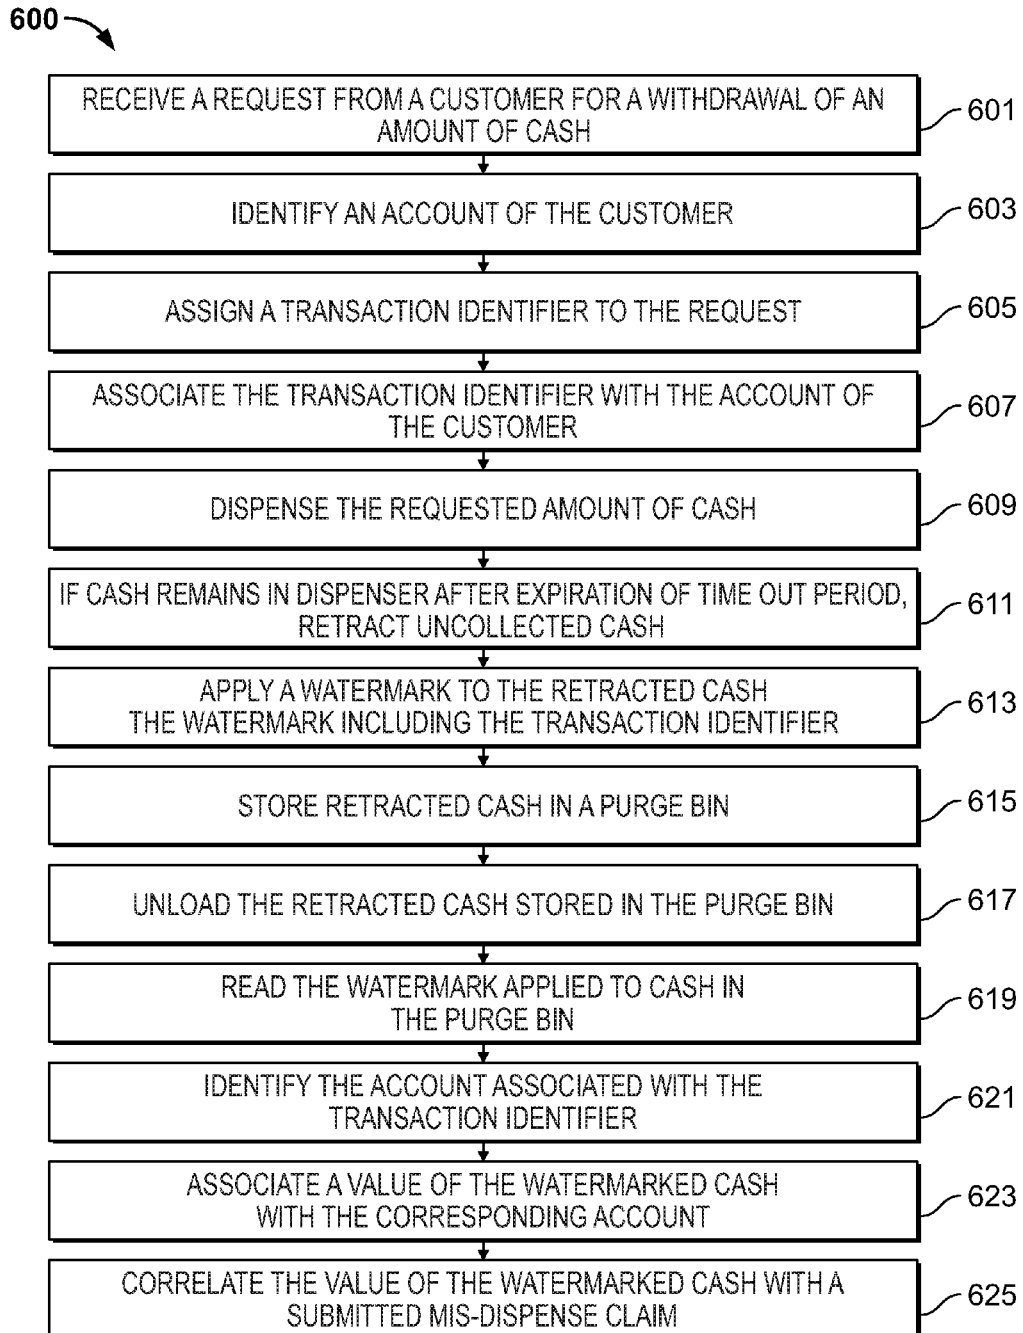 600
RECEIVE A REQUEST FROM A CUSTOMER FOR A WITHDRAWAL OF AN
AMOUNT OF CASH
601
IDENTIFY AN ACCOUNT OF THE CUSTOMER
603
ASSIGN A TRANSACTION IDENTIFIER TO THE REQUEST
605
ASSOCIATE THE TRANSACTION IDENTIFIER WITH THE ACCOUNT OF
THE CUSTOMER
607
DISPENSE THE REQUESTED AMOUNT OF CASH
609
IF CASH REMAINS IN DISPENSER AFTER EXPIRATION OF TIME OUT PERIOD,
RETRACT UNCOLLECTED CASH
611
APPLY A WATERMARK TO THE RETRACTED CASH
THE WATERMARK INCLUDING THE TRANSACTION IDENTIFIER
613
STORE RETRACTED CASH IN A PURGE BIN
615
UNLOAD THE RETRACTED CASH STORED IN THE PURGE BIN
617
READ THE WATERMARK APPLIED TO CASH IN
THE PURGE BIN
619
IDENTIFY THE ACCOUNT ASSOCIATED WITH THE
TRANSACTION IDENTIFIER
621
ASSOCIATE A VALUE OF THE WATERMARKED CASH
WITH THE CORRESPONDING ACCOUNT
623
CORRELATE THE VALUE OF THE WATERMARKED CASH WITH A
SUBMITTED MIS-DISPENSE CLAIM
625